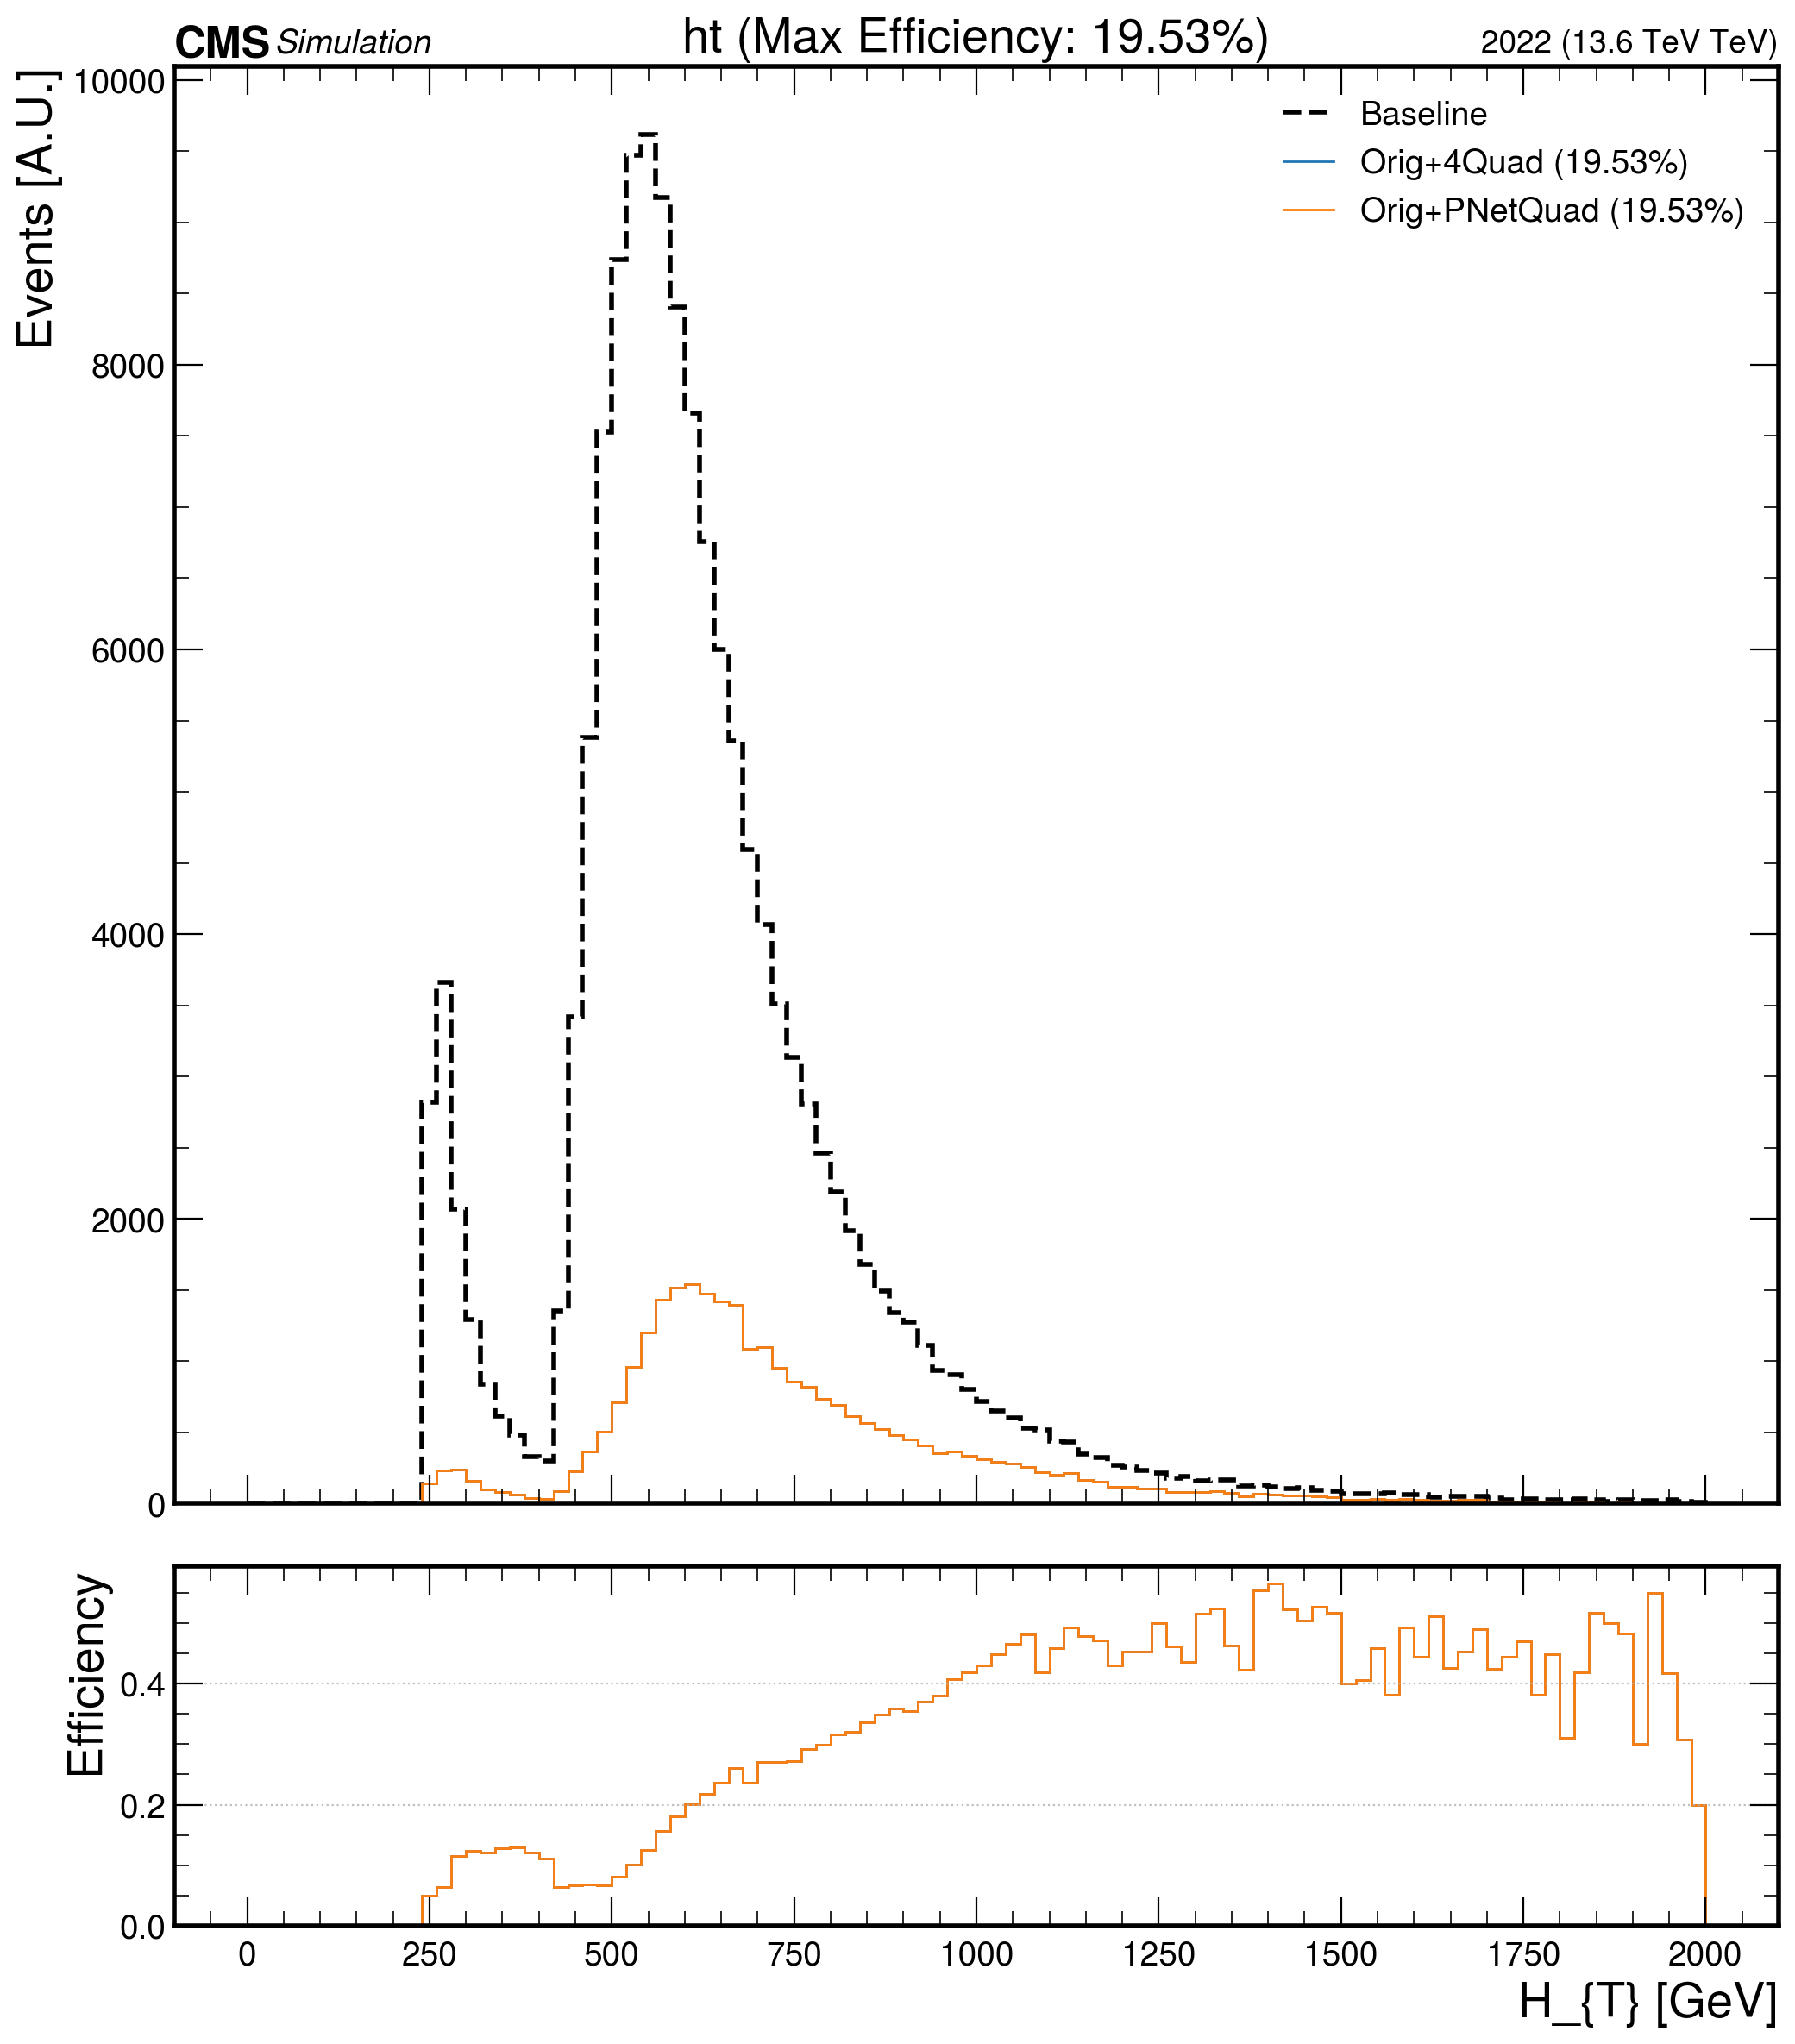 CMS Simulation
ht (Max Efficiency: 19.53%)
2022 (13.6 TeV TeV)
Events [A.U.]
10000
8000
6000
4000
2000
0
Baseline
Orig+4Quad (19.53%)
Orig+PNetQuad (19.53%)
Efficiency
0.4
0.2
0.0
0 250 500 750 1000 1250 1500 1750 2000
H_{T} [GeV]